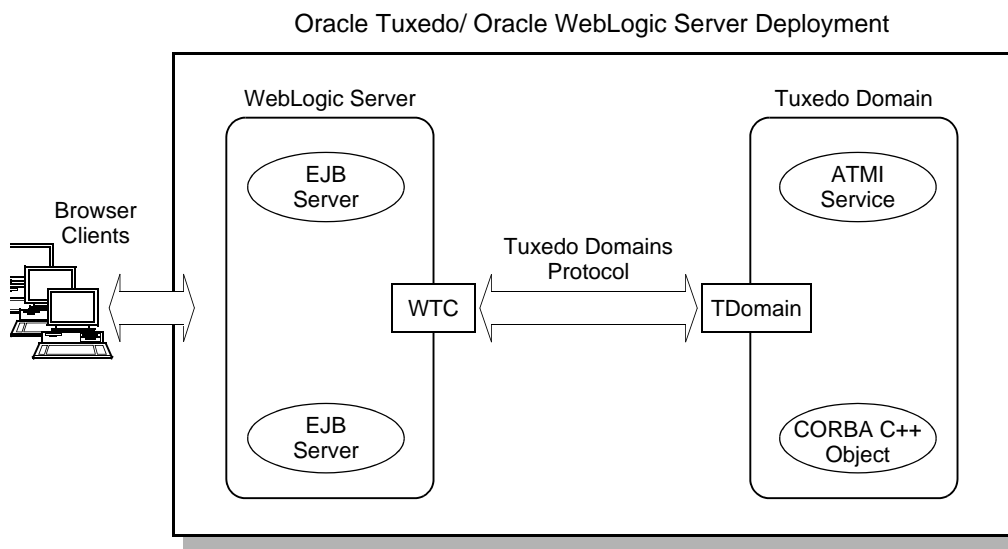 Oracle Tuxedo/ Oracle WebLogic Server Deployment
WebLogic Server
Tuxedo Domain
EJB
Server
ATMI
Service
Browser
Clients
Tuxedo Domains
Protocol
WTC
TDomain
EJB
Server
CORBA C++
Object